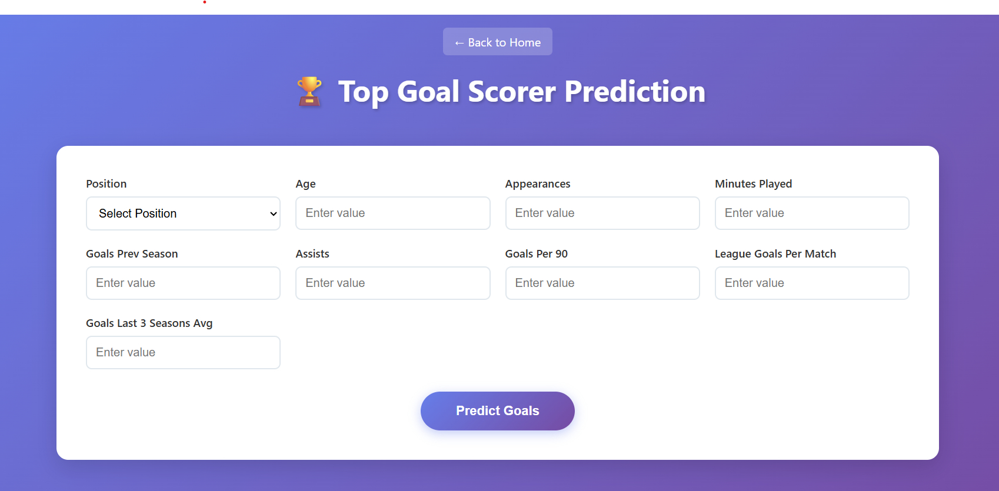 ← Back to Home
🏆 Top Goal Scorer Prediction
Position Age Appearances Minutes Played
Select Position Enter value Enter value Enter value
Goals Prev Season Assists Goals Per 90 League Goals Per Match
Enter value Enter value Enter value Enter value
Goals Last 3 Seasons Avg
Enter value
Predict Goals